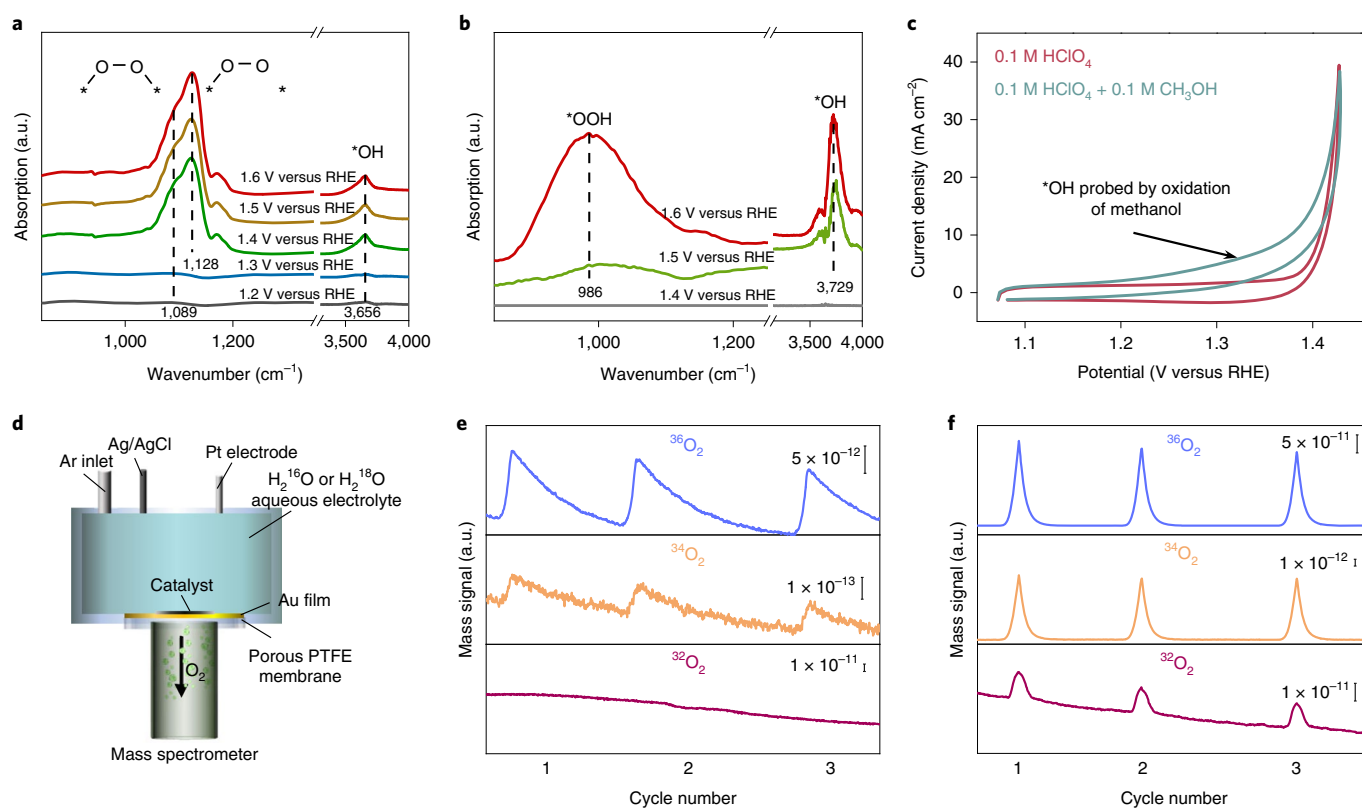 a
O—O
* *
O—O
* *
*OH
1.6 V versus RHE
1.5 V versus RHE
1.4 V versus RHE
1,128
1.3 V versus RHE
1.2 V versus RHE
1,089
3,656
1,000
1,200
3,500
4,000
Absorption (a.u.)
Wavenumber (cm⁻¹)
b
*OOH
*OH
1.6 V versus RHE
1.5 V versus RHE
986
3,729
1.4 V versus RHE
1,000
1,200
3,500
4,000
Absorption (a.u.)
Wavenumber (cm⁻¹)
c
0.1 M HClO₄
0.1 M HClO₄ + 0.1 M CH₃OH
*OH probed by oxidation
of methanol
40
30
20
10
0
1.1
1.2
1.3
1.4
Current density (mA cm⁻²)
Potential (V versus RHE)
d
Ag/AgCl
Ar inlet
Pt electrode
H₂¹⁶O or H₂¹⁸O
aqueous electrolyte
Catalyst
Au film
Porous PTFE
membrane
O₂
Mass spectrometer
e
³⁶O₂
5 × 10⁻¹²
³⁴O₂
1 × 10⁻¹³
³²O₂
1 × 10⁻¹¹
1
2
3
Mass signal (a.u.)
Cycle number
f
³⁶O₂
5 × 10⁻¹¹
³⁴O₂
1 × 10⁻¹²
³²O₂
1 × 10⁻¹¹
1
2
3
Mass signal (a.u.)
Cycle number